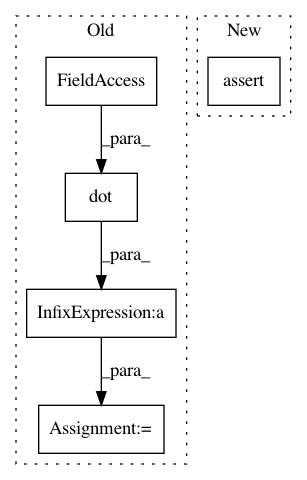 Old
New
FieldAccess
assert
_para_
dot
_para_
InfixExpression:a
_para_
Assignment:=